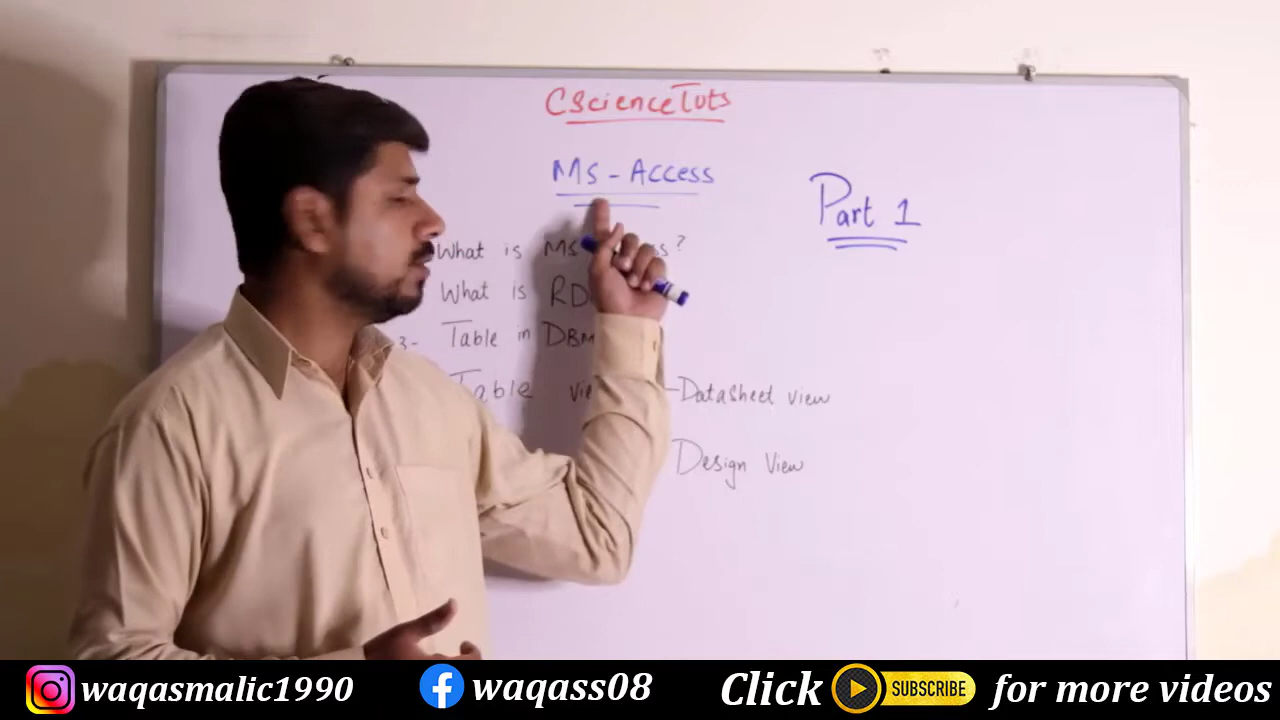 CScienceTuts
Ms - Access
Part 1
What is Ms ss?
What is RD
3- Table in DBM
Table vie Datasheet view
Design View
waqasmalic1990 waqass08 Click SUBSCRIBE for more videos